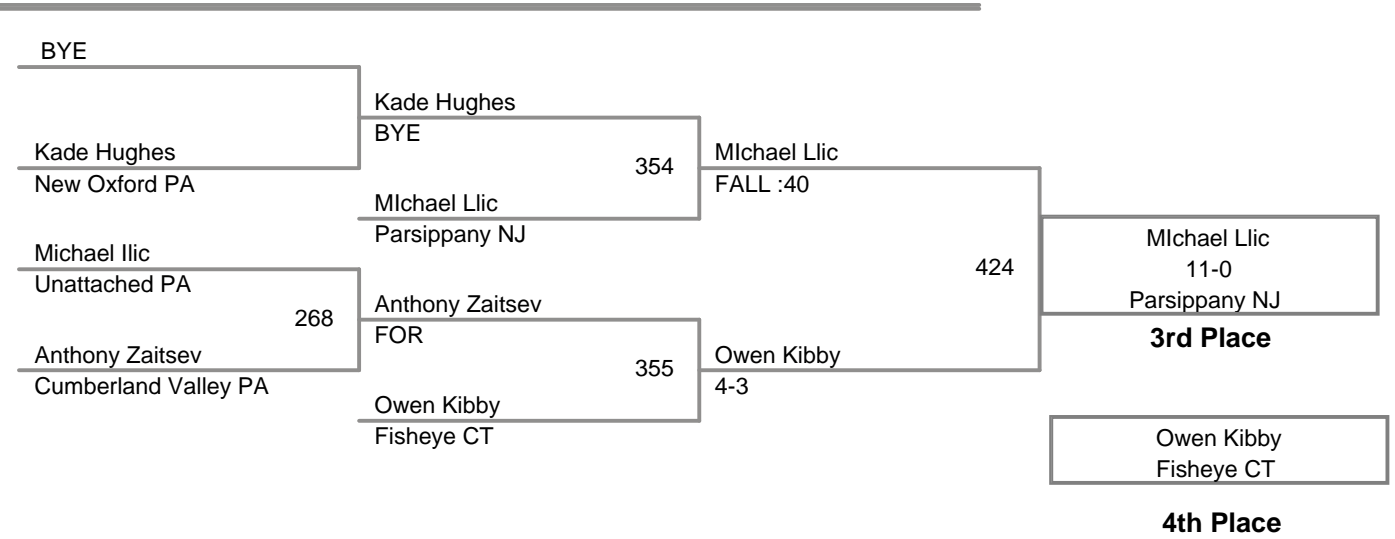 BYE
Kade Hughes
BYE
Kade Hughes
New Oxford PA
354
MIchael Llic
FALL :40
MIchael Llic
Parsippany NJ
Michael Ilic
Unattached PA
424
MIchael Llic
11-0
Parsippany NJ
3rd Place
268
Anthony Zaitsev
FOR
Anthony Zaitsev
Cumberland Valley PA
355
Owen Kibby
4-3
Owen Kibby
Fisheye CT
Owen Kibby
Fisheye CT
4th Place